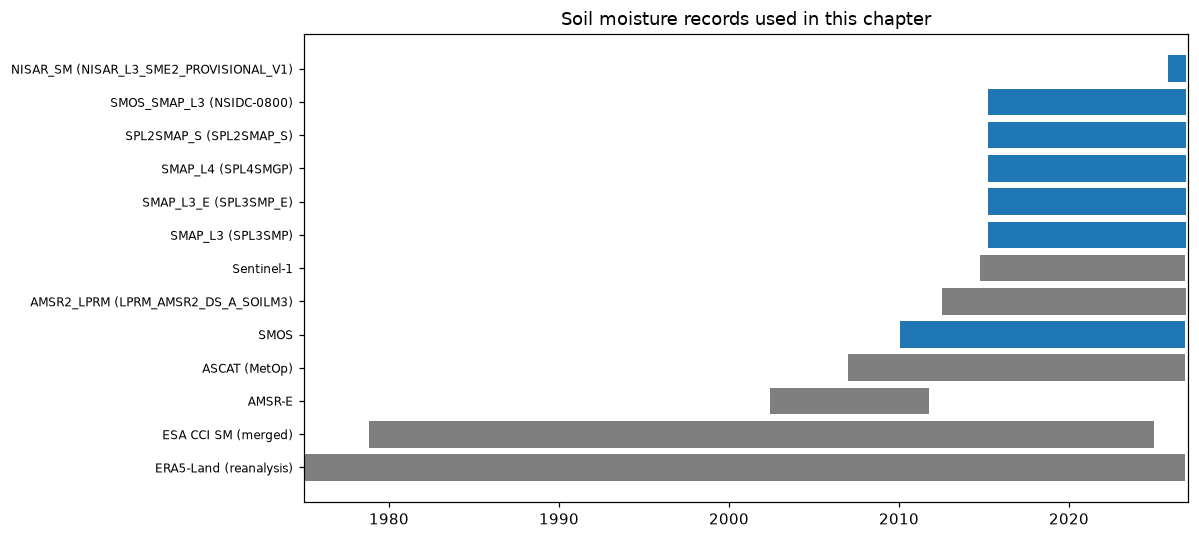 Soil moisture records used in this chapter
NISAR_SM (NISAR_L3_SME2_PROVISIONAL_V1)
SMOS_SMAP_L3 (NSIDC-0800)
SPL2SMAP_S (SPL2SMAP_S)
SMAP_L4 (SPL4SMGP)
SMAP_L3_E (SPL3SMP_E)
SMAP_L3 (SPL3SMP)
Sentinel-1
AMSR2_LPRM (LPRM_AMSR2_DS_A_SOILM3)
SMOS
ASCAT (MetOp)
AMSR-E
ESA CCI SM (merged)
ERA5-Land (reanalysis)
1980 1990 2000 2010 2020